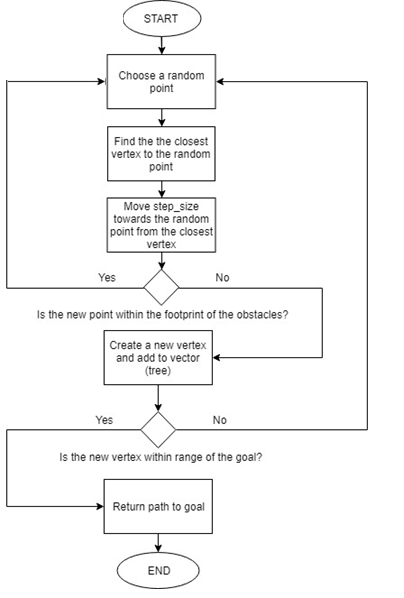 START
Choose a random
point
Find the the closest
vertex to the random
point
Move step_size
towards the random
point from the closest
vertex
Yes
No
Is the new point within the footprint of the obstacles?
Create a new vertex
and add to vector
(tree)
Yes
No
Is the new vertex within range of the goal?
Return path to goal
END